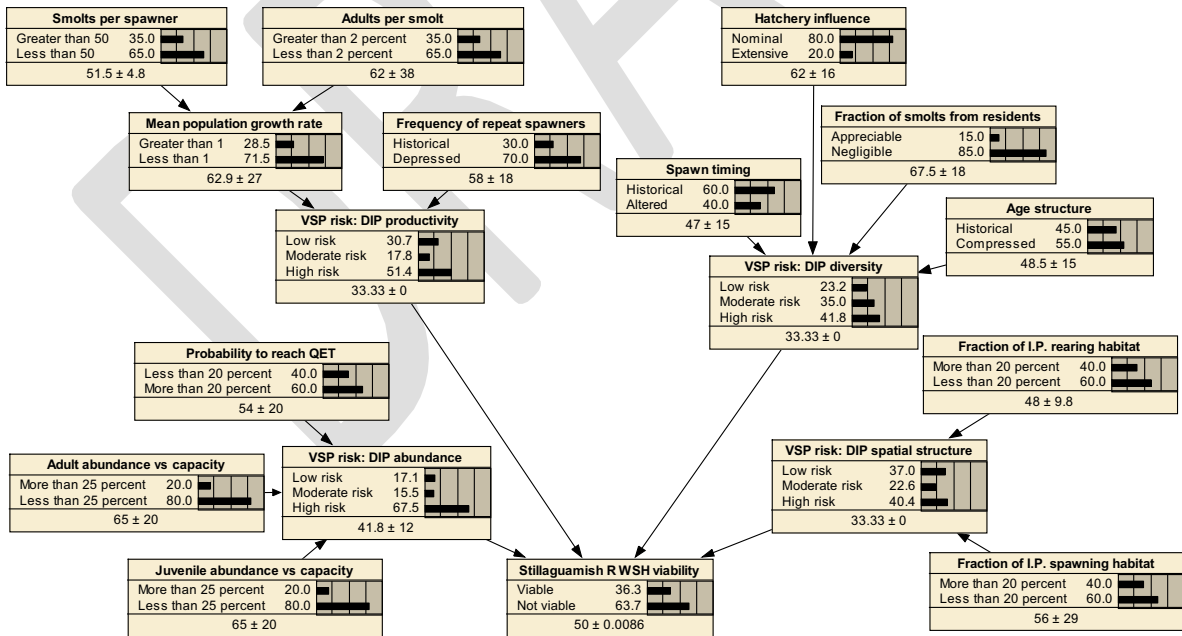 Smolts per spawner
Greater than 50 35.0
Less than 50 65.0
51.5 ± 4.8
Adults per smolt
Greater than 2 percent 35.0
Less than 2 percent 65.0
62 ± 38
Hatchery influence
Nominal 80.0
Extensive 20.0
62 ± 16
Mean population growth rate
Greater than 1 28.5
Less than 1 71.5
62.9 ± 27
Frequency of repeat spawners
Historical 30.0
Depressed 70.0
58 ± 18
Fraction of smolts from residents
Appreciable 15.0
Negligible 85.0
67.5 ± 18
Spawn timing
Historical 60.0
Altered 40.0
47 ± 15
Age structure
Historical 45.0
Compressed 55.0
48.5 ± 15
VSP risk: DIP productivity
Low risk 30.7
Moderate risk 17.8
High risk 51.4
33.33 ± 0
VSP risk: DIP diversity
Low risk 23.2
Moderate risk 35.0
High risk 41.8
33.33 ± 0
Probability to reach QET
Less than 20 percent 40.0
More than 20 percent 60.0
54 ± 20
Fraction of I.P. rearing habitat
More than 20 percent 40.0
Less than 20 percent 60.0
48 ± 9.8
Adult abundance vs capacity
More than 25 percent 20.0
Less than 25 percent 80.0
65 ± 20
VSP risk: DIP abundance
Low risk 17.1
Moderate risk 15.5
High risk 67.5
41.8 ± 12
VSP risk: DIP spatial structure
Low risk 37.0
Moderate risk 22.6
High risk 40.4
33.33 ± 0
Juvenile abundance vs capacity
More than 25 percent 20.0
Less than 25 percent 80.0
65 ± 20
Stillaguamish R WSH viability
Viable 36.3
Not viable 63.7
50 ± 0.0086
Fraction of I.P. spawning habitat
More than 20 percent 40.0
Less than 20 percent 60.0
56 ± 29